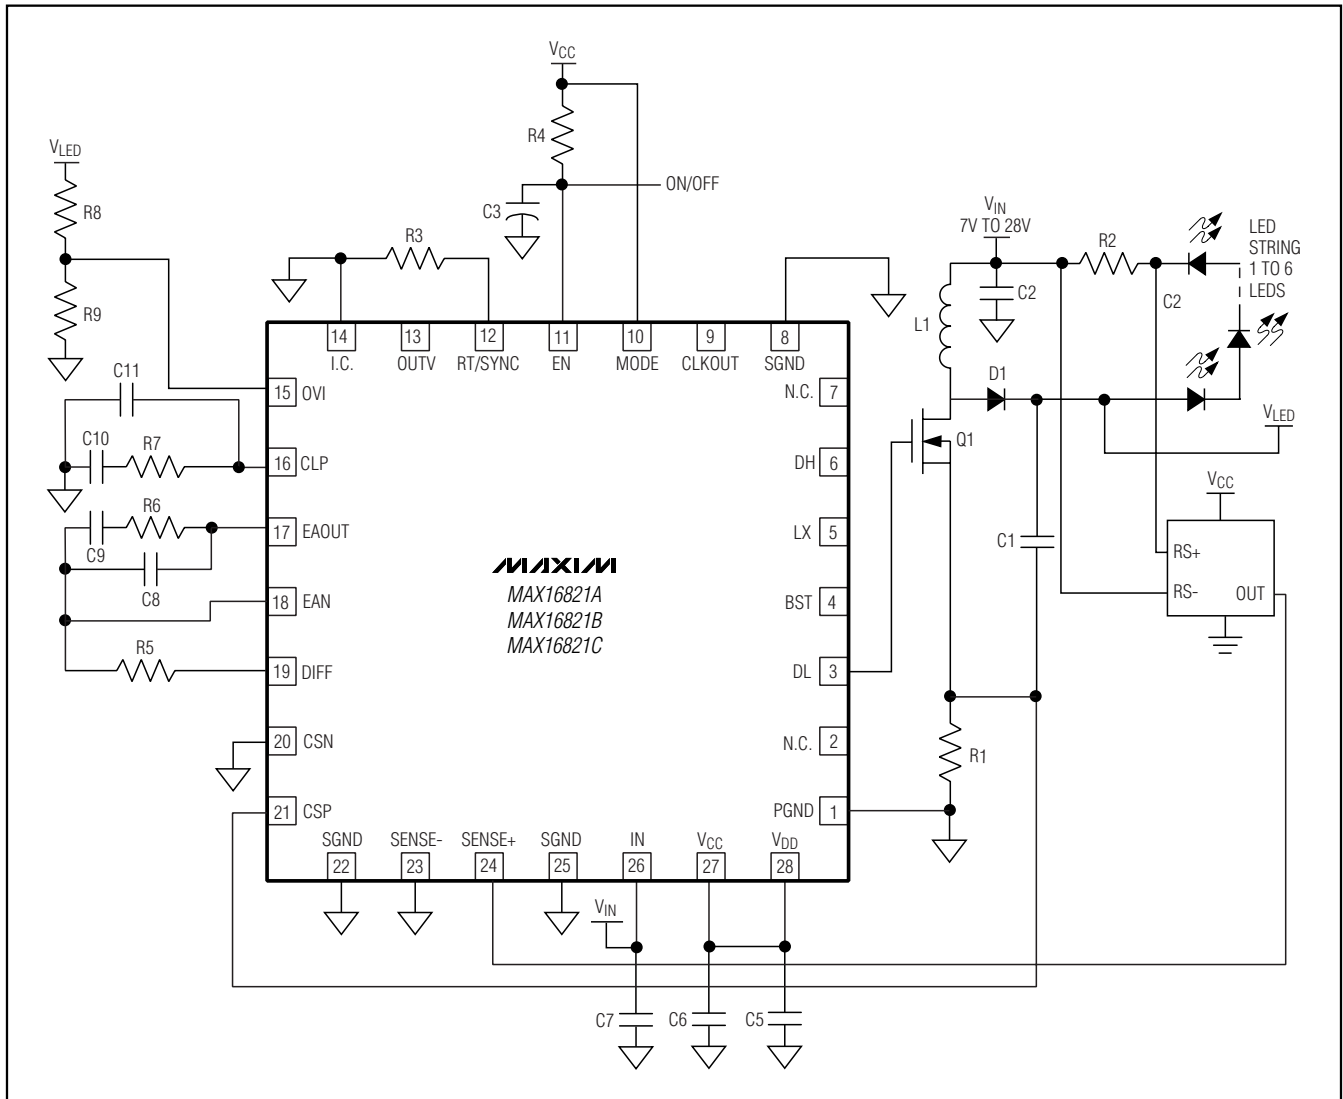 VCC
R4
ON/OFF
C3
VLED
R8
R9
R3
VIN
7V TO 28V
R2
LED
STRING
1 TO 6
LEDS
C2
C2
L1
14
13
12
11
10
9
8
I.C.
OUTV
RT/SYNC
EN
MODE
CLKOUT
SGND
C11
15 OVI
N.C. 7
D1
VLED
C10
R7
16 CLP
DH 6
Q1
R6
C9
C8
17 EAOUT
LX 5
C1
VCC
RS+
RS-
OUT
MAXIM
MAX16821A
MAX16821B
MAX16821C
18 EAN
BST 4
R5
19 DIFF
DL 3
20 CSN
N.C. 2
R1
21 CSP
PGND 1
SGND
SENSE-
SENSE+
SGND
IN
VCC
VDD
22
23
24
25
26
27
28
VIN
C7
C6
C5